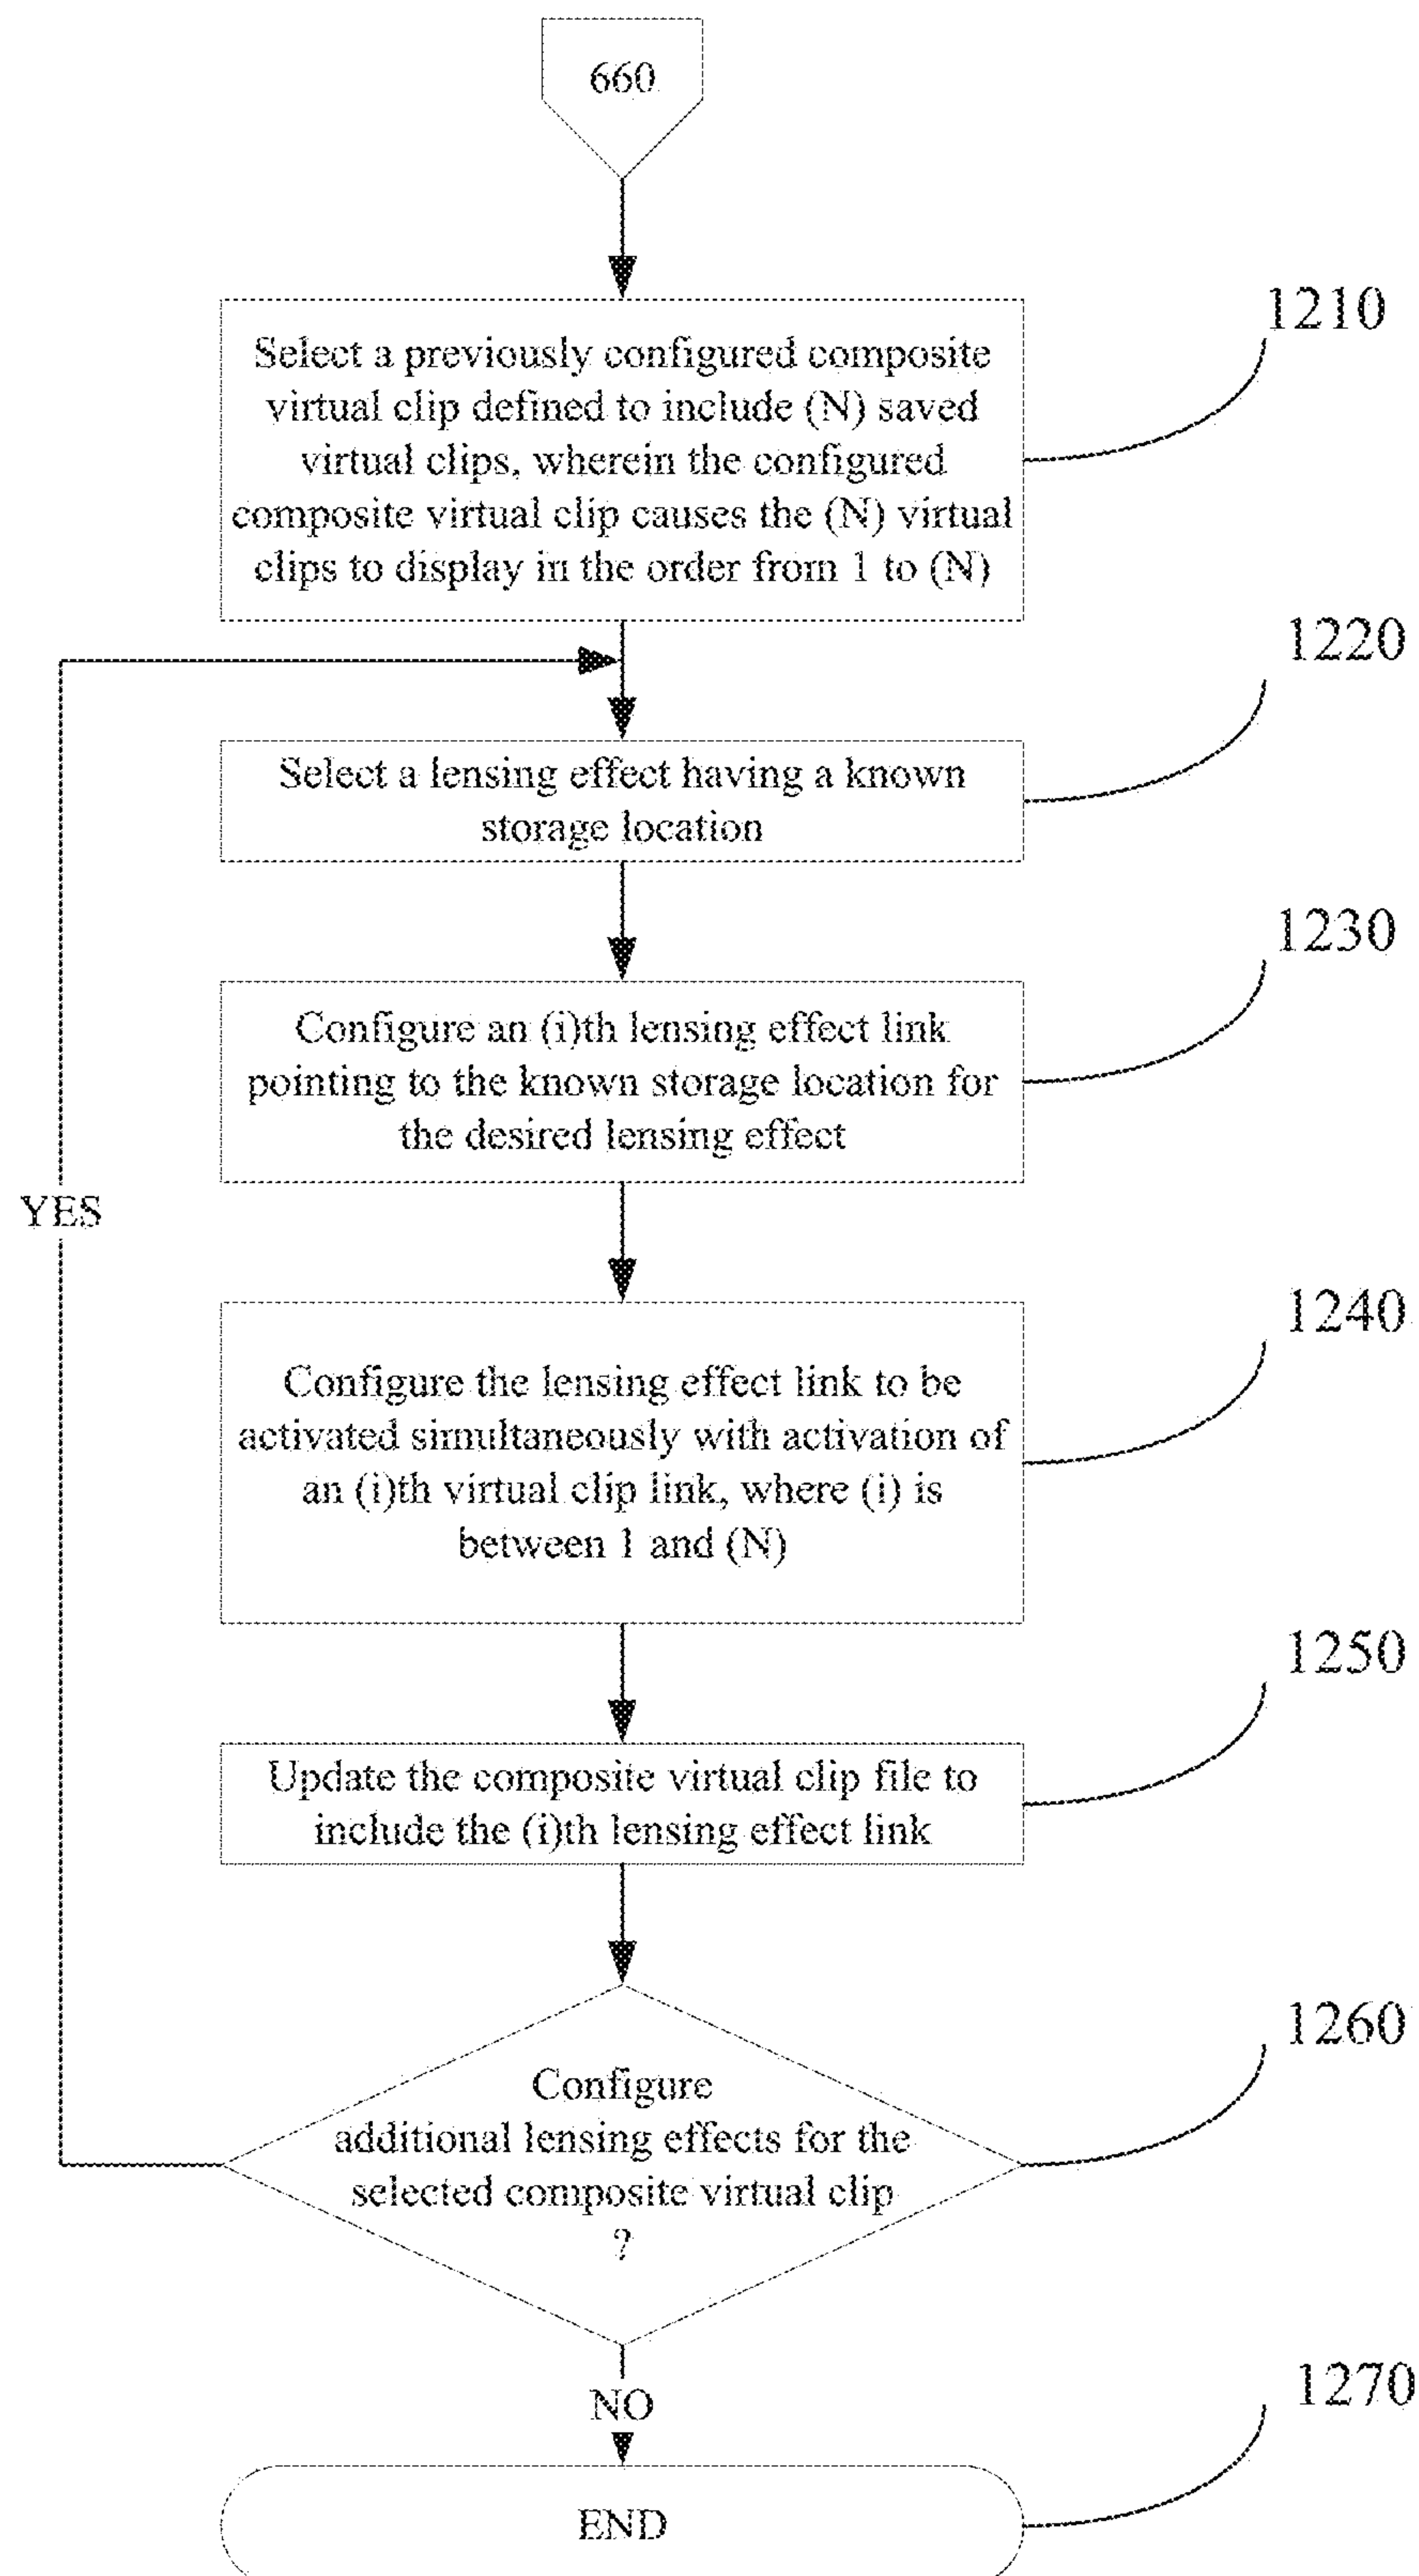 660
1210
Select a previously configured composite
virtual clip defined to include (N) saved
virtual clips, wherein the configured
composite virtual clip causes the (N) virtual
clips to display in the order from 1 to (N)
1220
Select a lensing effect having a known
storage location
1230
Configure an (i)th lensing effect link
pointing to the known storage location for
the desired lensing effect
YES
1240
Configure the lensing effect link to be
activated simultaneously with activation of
an (i)th virtual clip link, where (i) is
between 1 and (N)
1250
Update the composite virtual clip file to
include the (i)th lensing effect link
1260
Configure
additional lensing effects for the
selected composite virtual clip
?
NO
1270
END